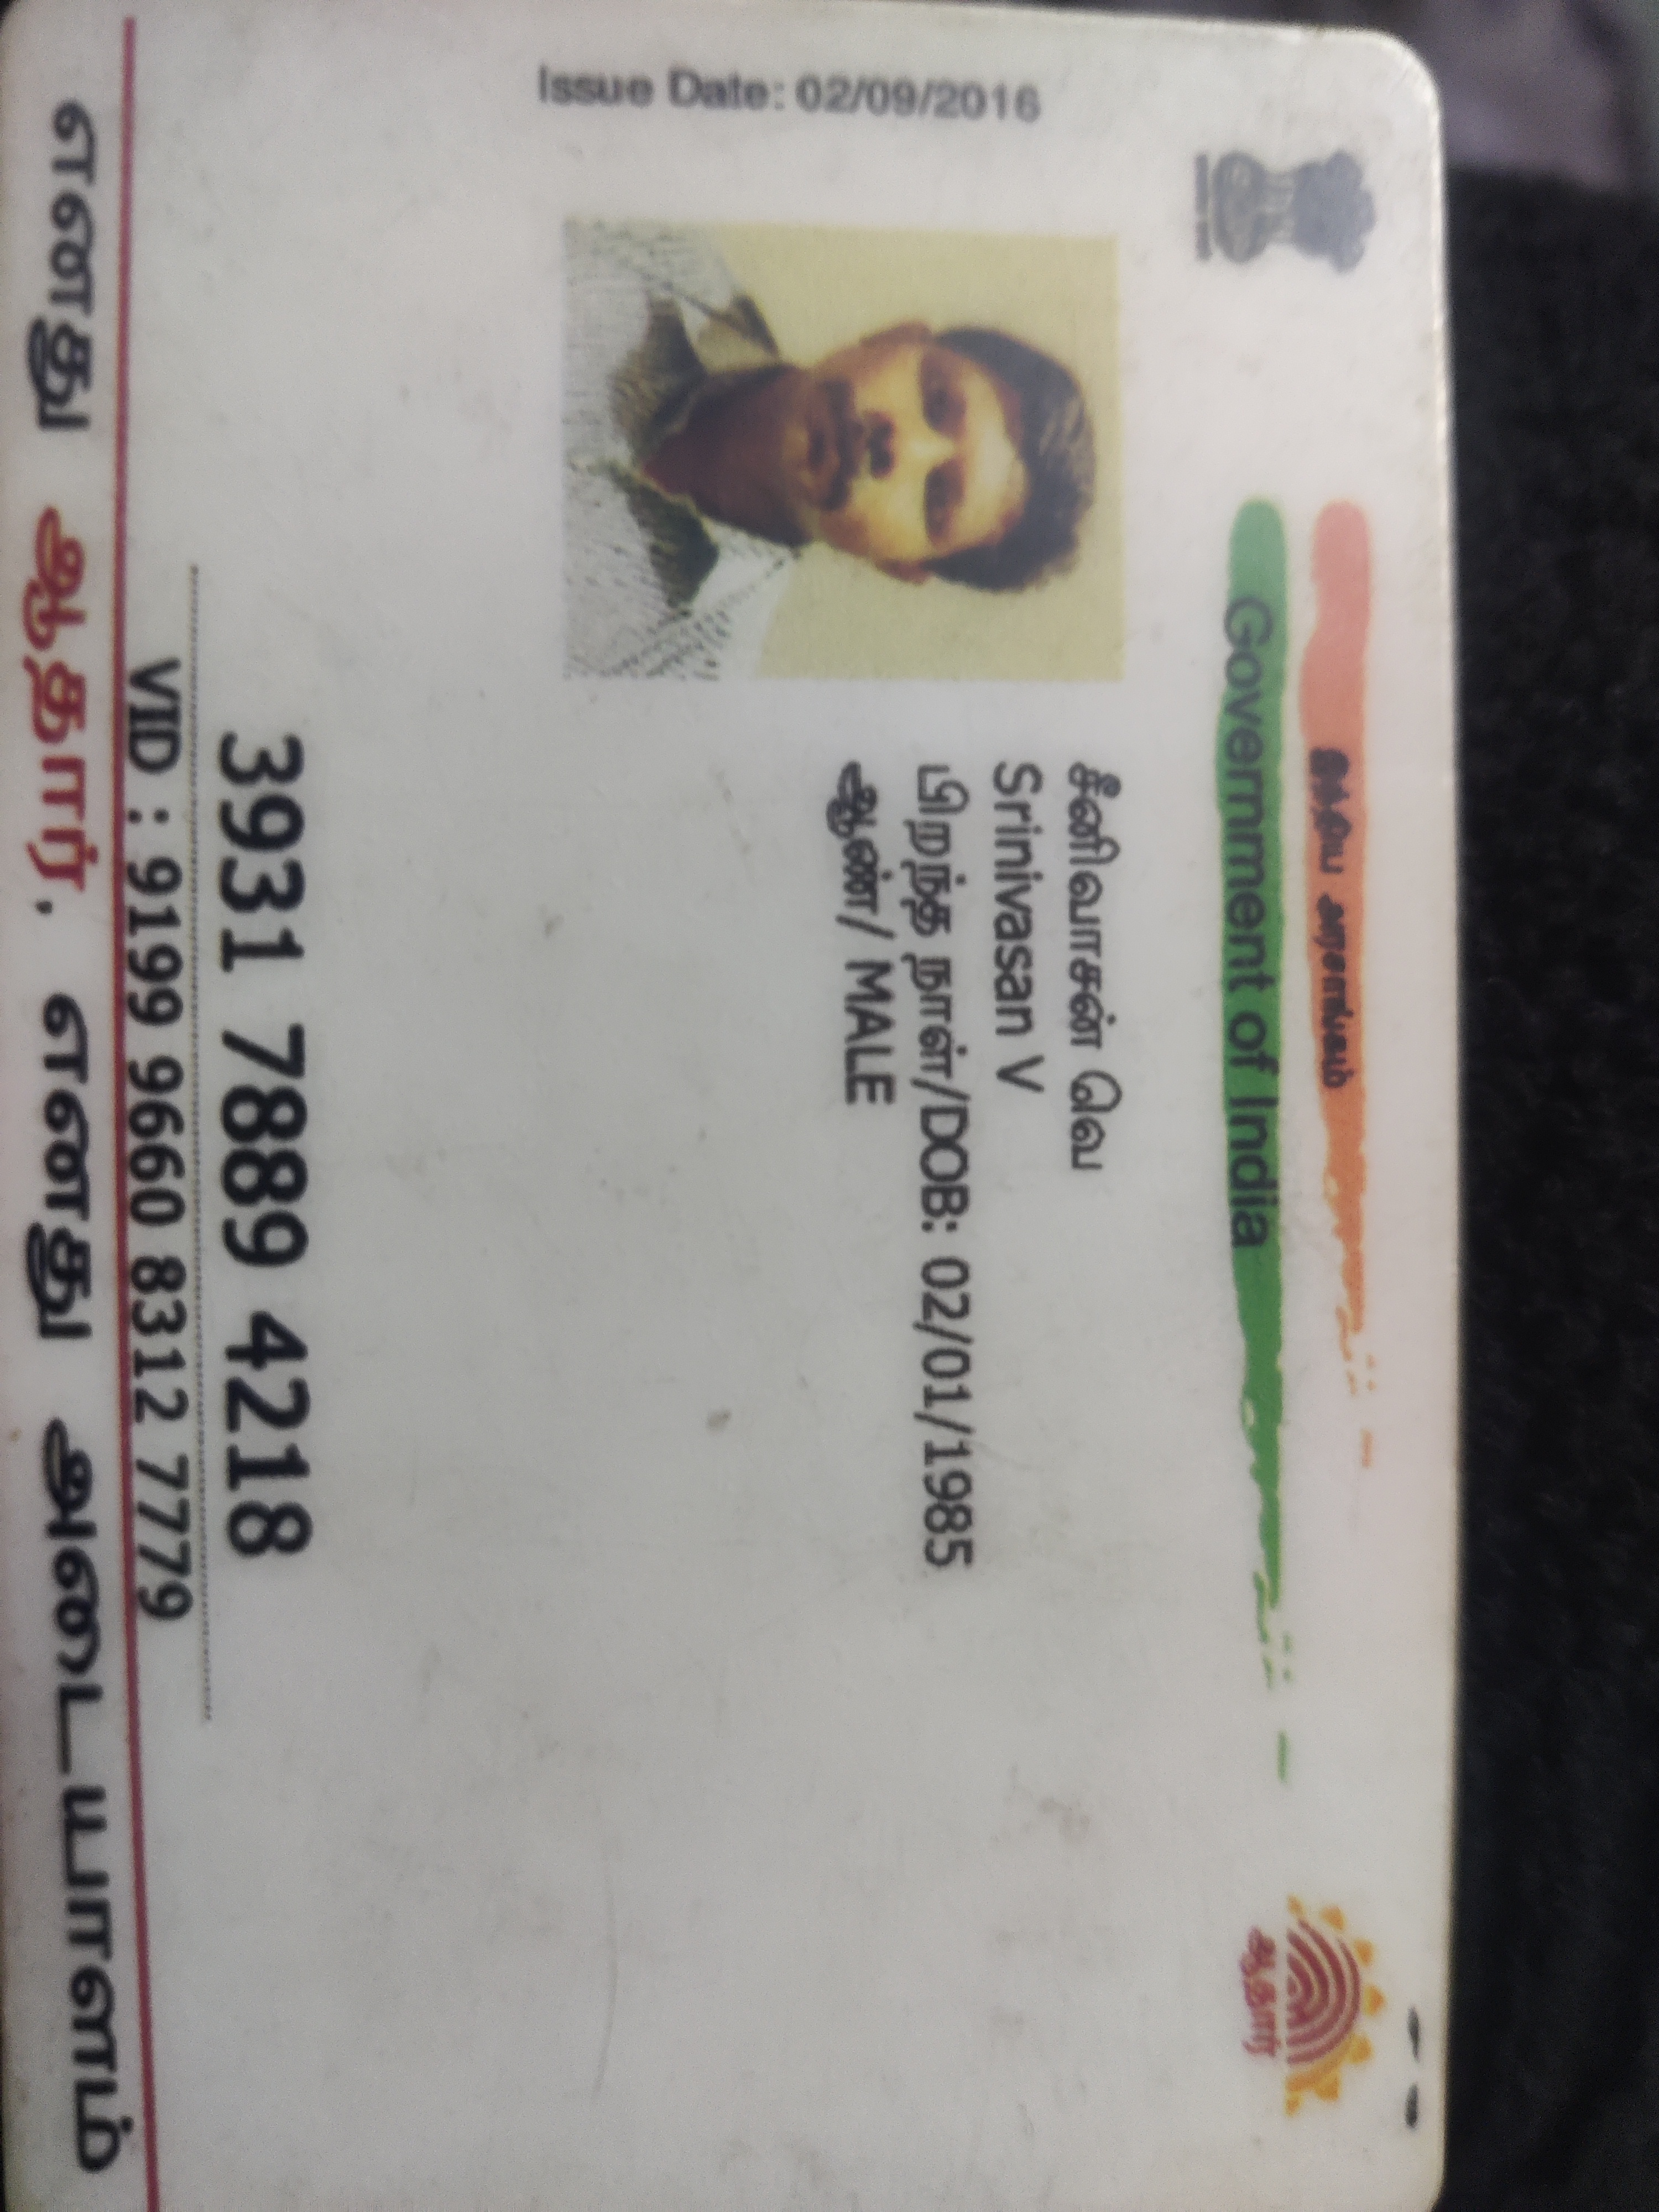 இந்திய அரசாங்கம்
Government of India
ஆதார்
Issue Date: 02/09/2016
சீனிவாசன் வெ
Srinivasan V
பிறந்த நாள்/DOB: 02/01/1985
ஆண்/ MALE
3931 7889 4218
VID : 9199 9660 8312 7779
எனது ஆதார், எனது அடையாளம்